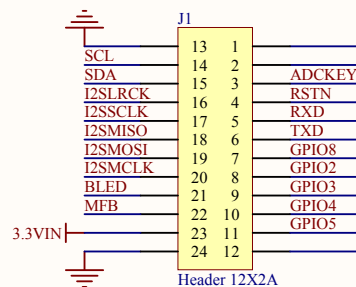 J1
13 1
SCL 14 2
SDA 15 3 ADCKEY
I2SLRCK 16 4 RSTN
I2SSCLK 17 5 RXD
I2SMISO 18 6 TXD
I2SMOSI 19 7 GPIO8
I2SMCLK 20 8 GPIO2
BLED 21 9 GPIO3
MFB 22 10 GPIO4
3.3VIN 23 11 GPIO5
24 12
Header 12X2A